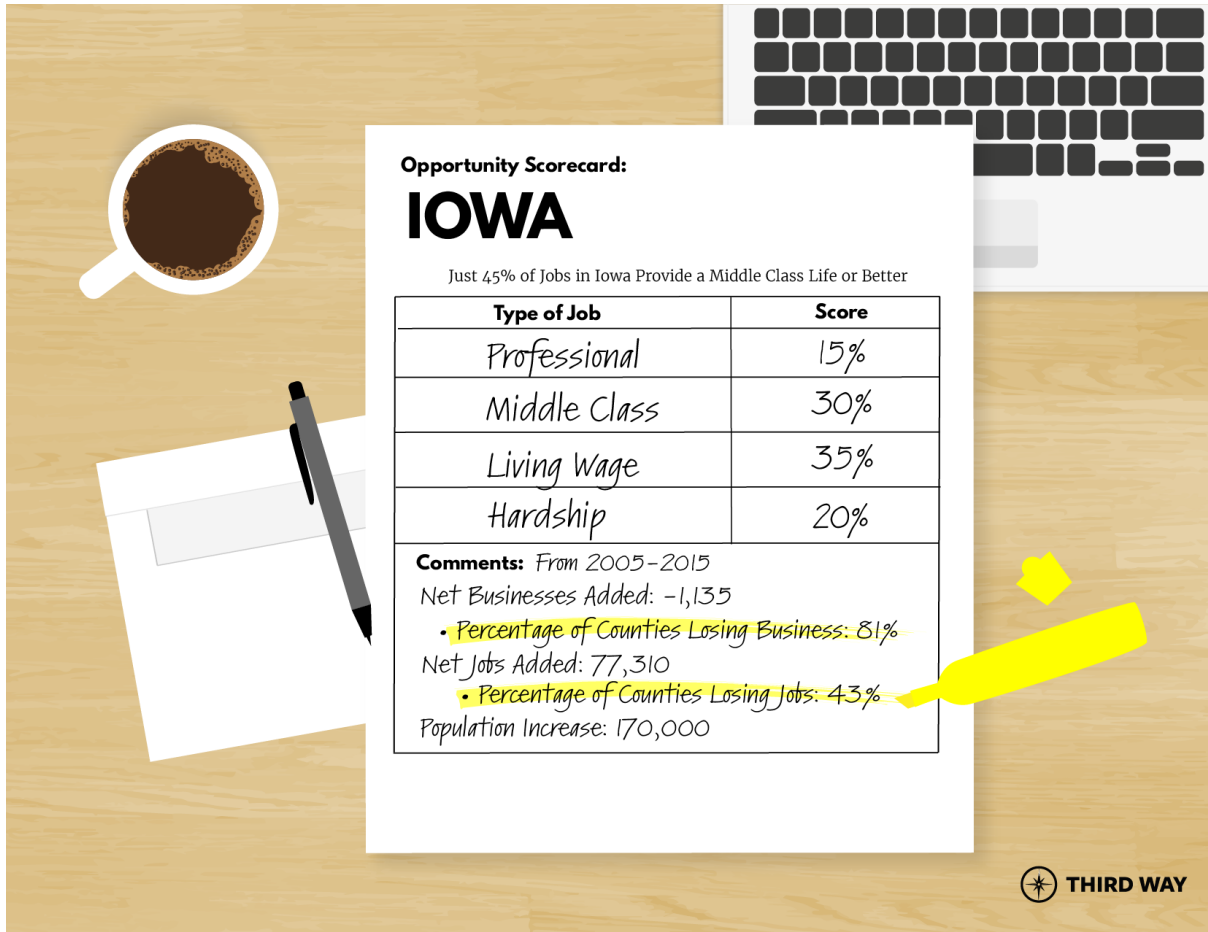 Opportunity Scorecard:
IOWA
Just 45% of Jobs in Iowa Provide a Middle Class Life or Better
Type of Job Score
Professional 15%
Middle Class 30%
Living Wage 35%
Hardship 20%
Comments: From 2005-2015
Net Businesses Added: -1,135
• Percentage of Counties Losing Business: 81%
Net Jobs Added: 77,310
• Percentage of Counties Losing Jobs: 43%
Population Increase: 170,000
THIRD WAY